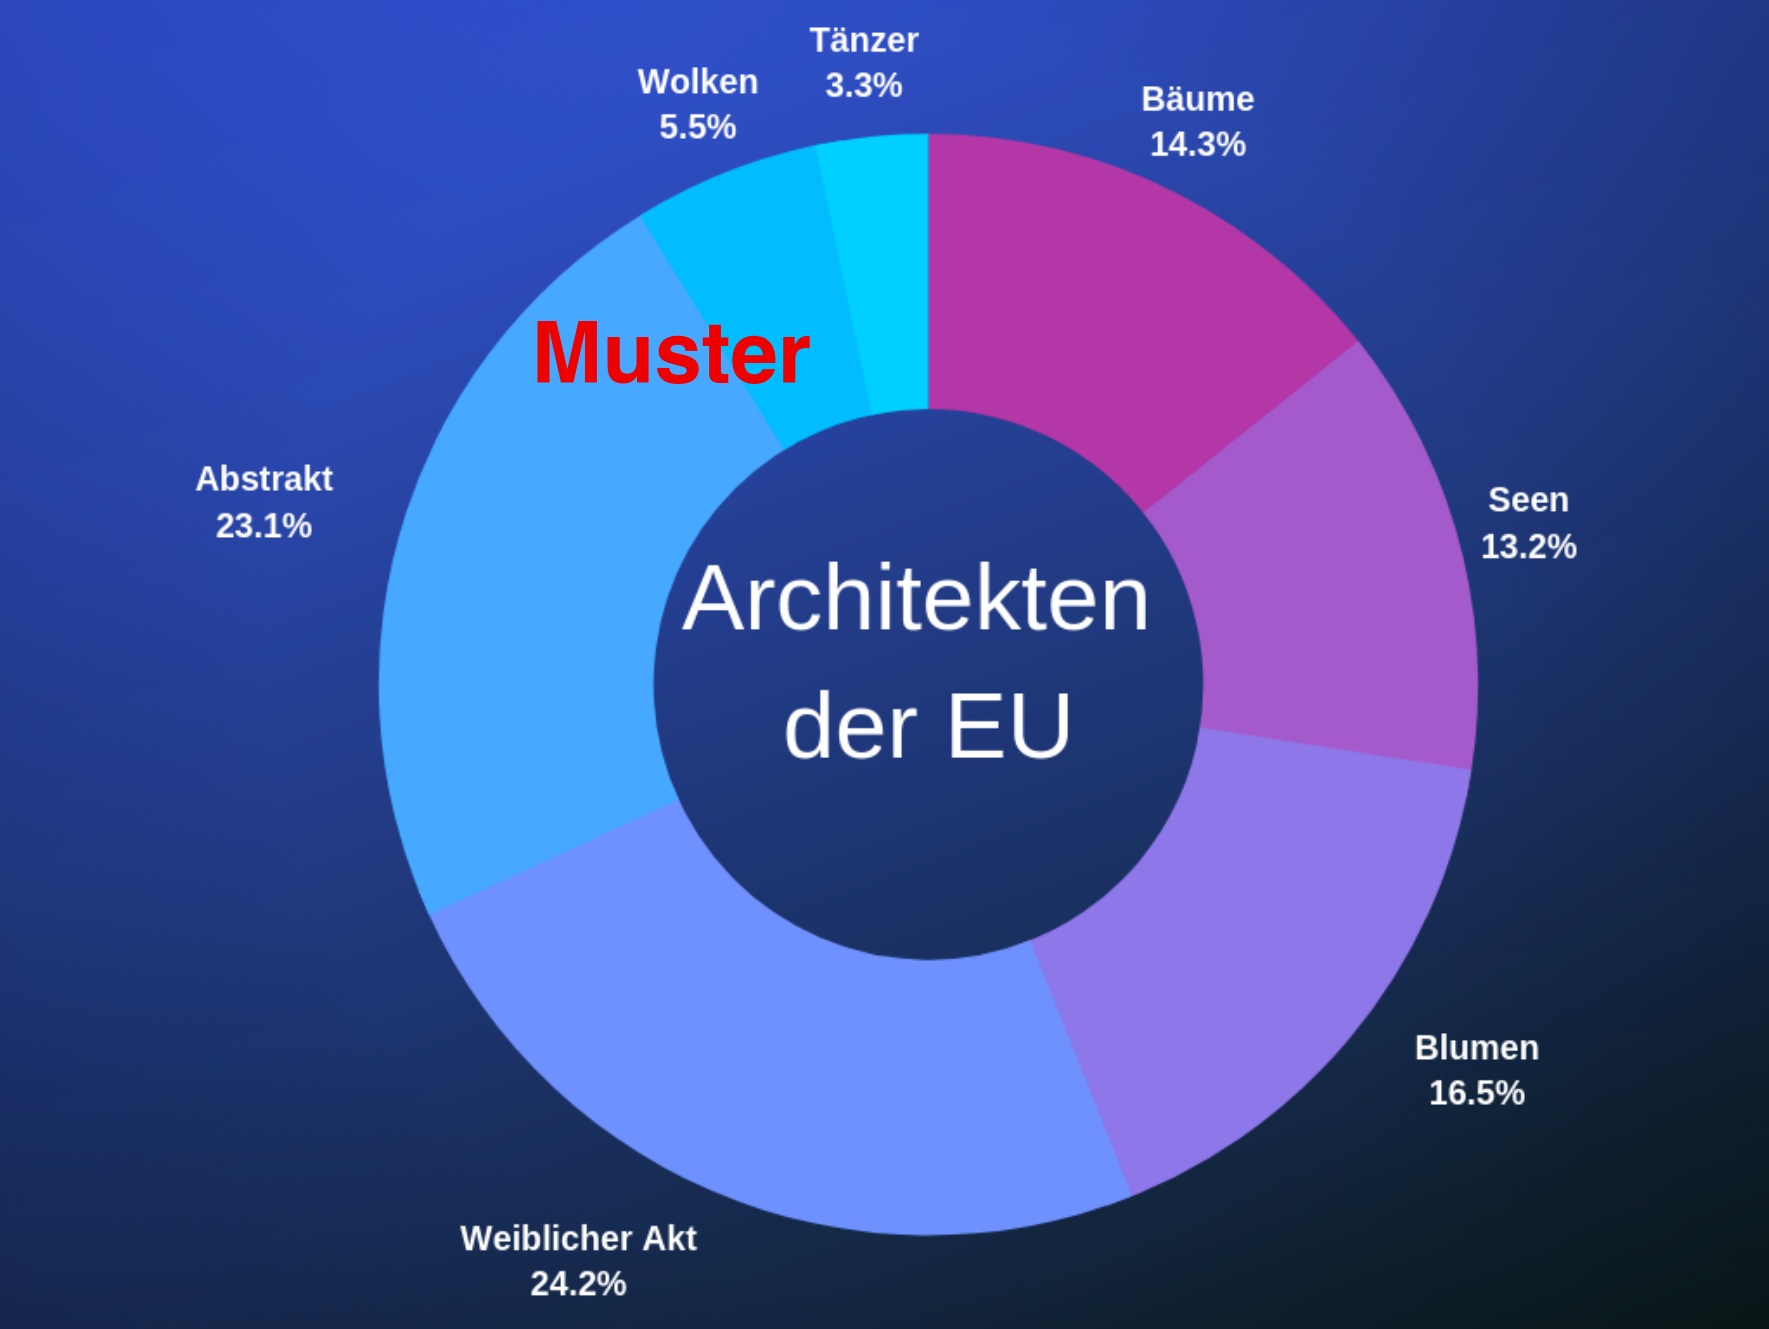 Tänzer
3.3%
Wolken
5.5%
Bäume
14.3%
Muster
Abstrakt
23.1%
Seen
13.2%
Architekten
der EU
Blumen
16.5%
Weiblicher Akt
24.2%